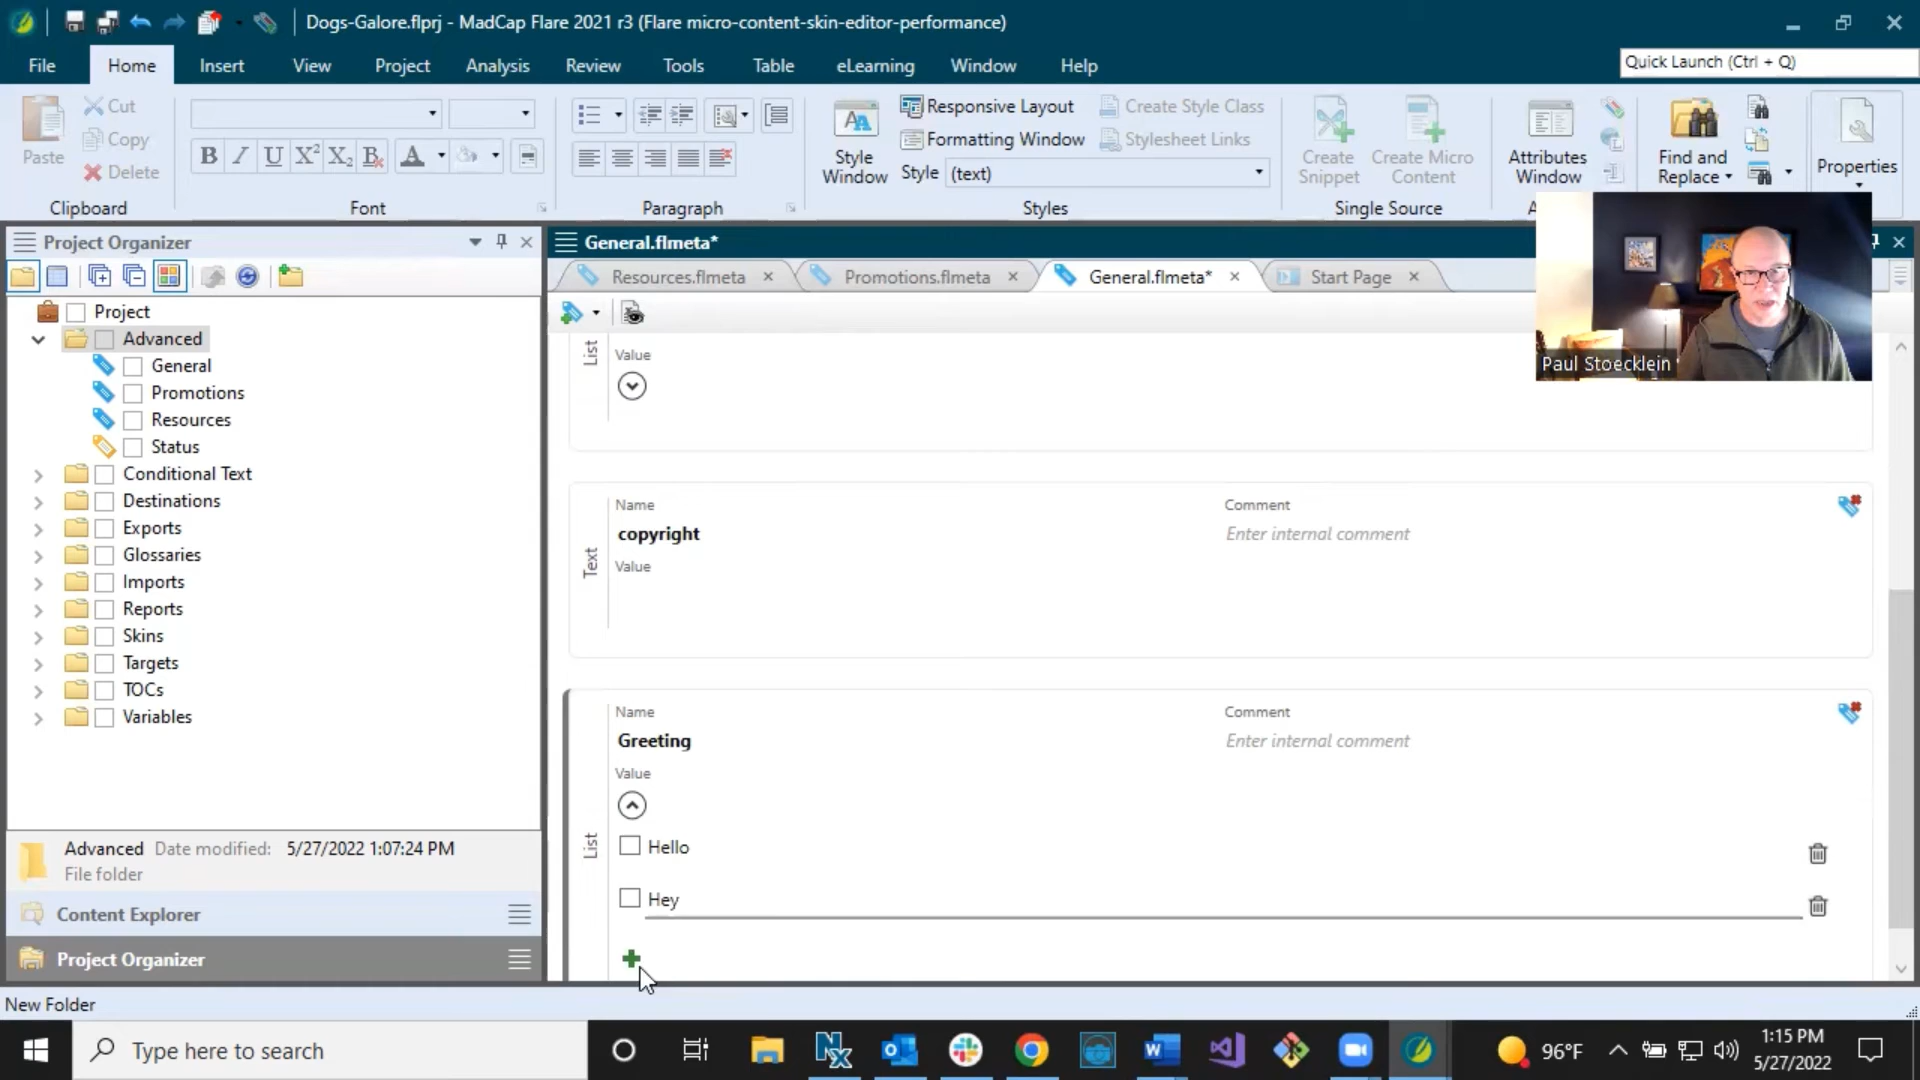 Dogs-Galore.flprj - MadCap Flare 2021 r3 (Flare micro-content-skin-editor-performance)
File Home Insert View Project Analysis Review Tools Table eLearning Window Help
Quick Launch (Ctrl + Q)
Paste
Cut
Copy
Delete
Clipboard
B I U X² X₂ B A
Font
Paragraph
Style Window
Responsive Layout
Formatting Window
Style (text)
Create Style Class
Stylesheet Links
Styles
Create Snippet
Create Micro Content
Single Source
Attributes Window
Find and Replace
Properties
Project Organizer
Project
Advanced
General
Promotions
Resources
Status
Conditional Text
Destinations
Exports
Glossaries
Imports
Reports
Skins
Targets
TOCs
Variables
Advanced Date modified: 5/27/2022 1:07:24 PM
File folder
Content Explorer
Project Organizer
New Folder
General.flmeta*
Resources.flmeta
Promotions.flmeta
General.flmeta*
Start Page
Paul Stoecklein
List
Value
Text
Name
copyright
Value
Comment
Enter internal comment
List
Name
Greeting
Value
Comment
Enter internal comment
Hello
Hey
Type here to search
96°F
1:15 PM
5/27/2022